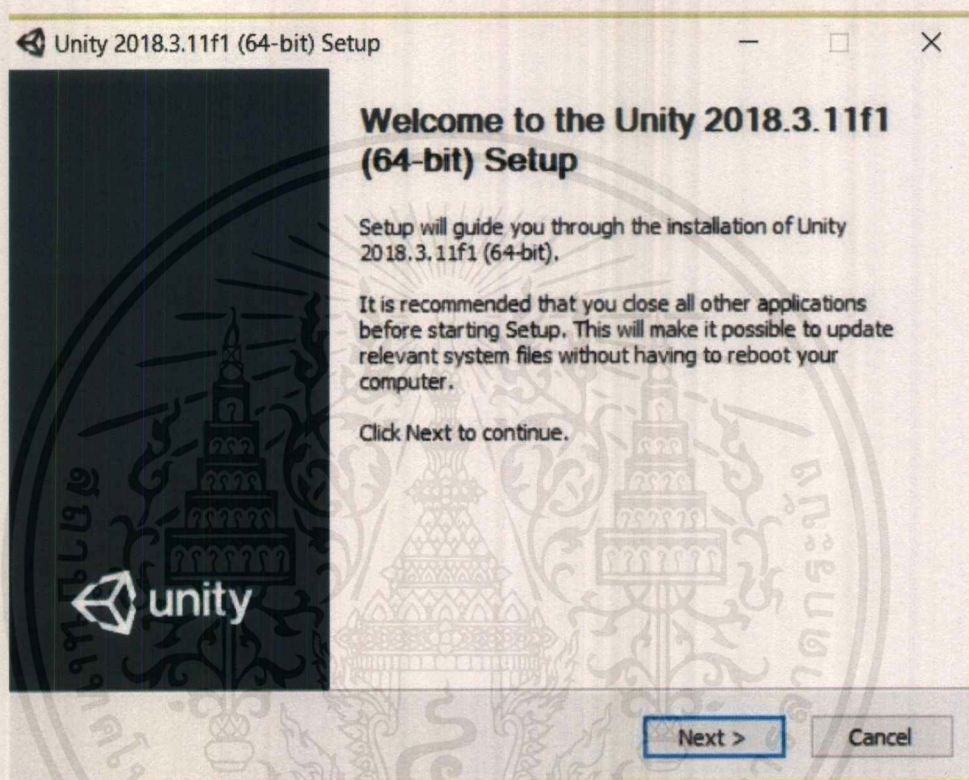 Unity 2018.3.11f1 (64-bit) Setup
Welcome to the Unity 2018.3.11f1
(64-bit) Setup
Setup will guide you through the installation of Unity
2018.3.11f1 (64-bit).
It is recommended that you close all other applications
before starting Setup. This will make it possible to update
relevant system files without having to reboot your
computer.
Click Next to continue.
unity
Next >
Cancel